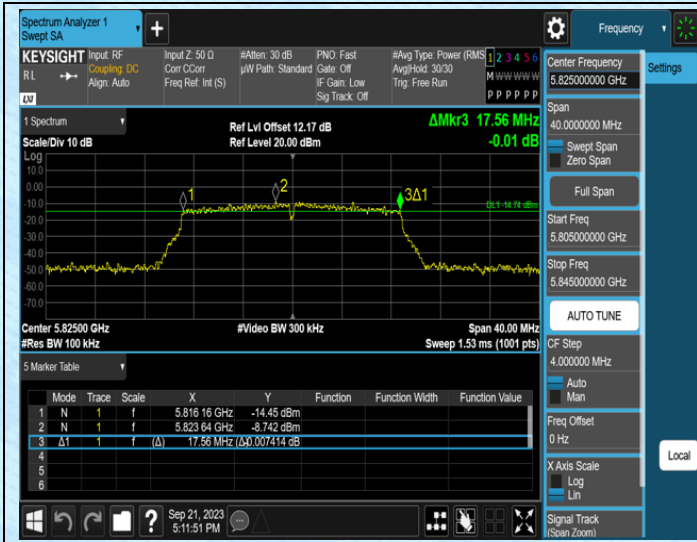 Spectrum Analyzer 1
Swept SA
Frequency
KEYSIGHT
Input: RF
Coupling: DC
Align: Auto
Input Z: 50 Ω
Corr CCorr
Freq Ref: Int (S)
#Atten: 30 dB
µW Path: Standard
PNO: Fast
Gate: Off
IF Gain: Low
Sig Track: Off
#Avg Type: Power (RMS
Avg|Hold: 30/30
Trig: Free Run
1 2 3 4 5 6
M W W W W W
P P P P P P
RL
LXI
1 Spectrum
Scale/Div 10 dB
Ref Lvl Offset 12.17 dB
Ref Level 20.00 dBm
ΔMkr3 17.56 MHz
-0.01 dB
Log
10.0
0.00
-10.0
-20.0
-30.0
-40.0
-50.0
-60.0
-70.0
1
2
3Δ1
DL1 -14.74 dBm
Center 5.82500 GHz
#Res BW 100 kHz
#Video BW 300 kHz
Span 40.00 MHz
Sweep 1.53 ms (1001 pts)
5 Marker Table
Mode Trace Scale X Y Function Function Width Function Value
1 N 1 f 5.816 16 GHz -14.45 dBm
2 N 1 f 5.823 64 GHz -8.742 dBm
3 Δ1 1 f (Δ) 17.56 MHz (Δ) -0.007414 dB
4
5
6
?
Sep 21, 2023
5:11:51 PM
Center Frequency
5.825000000 GHz
Span
40.0000000 MHz
Swept Span
Zero Span
Full Span
Start Freq
5.805000000 GHz
Stop Freq
5.845000000 GHz
AUTO TUNE
CF Step
4.000000 MHz
Auto
Man
Freq Offset
0 Hz
X Axis Scale
Log
Lin
Signal Track
(Span Zoom)
Settings
Local